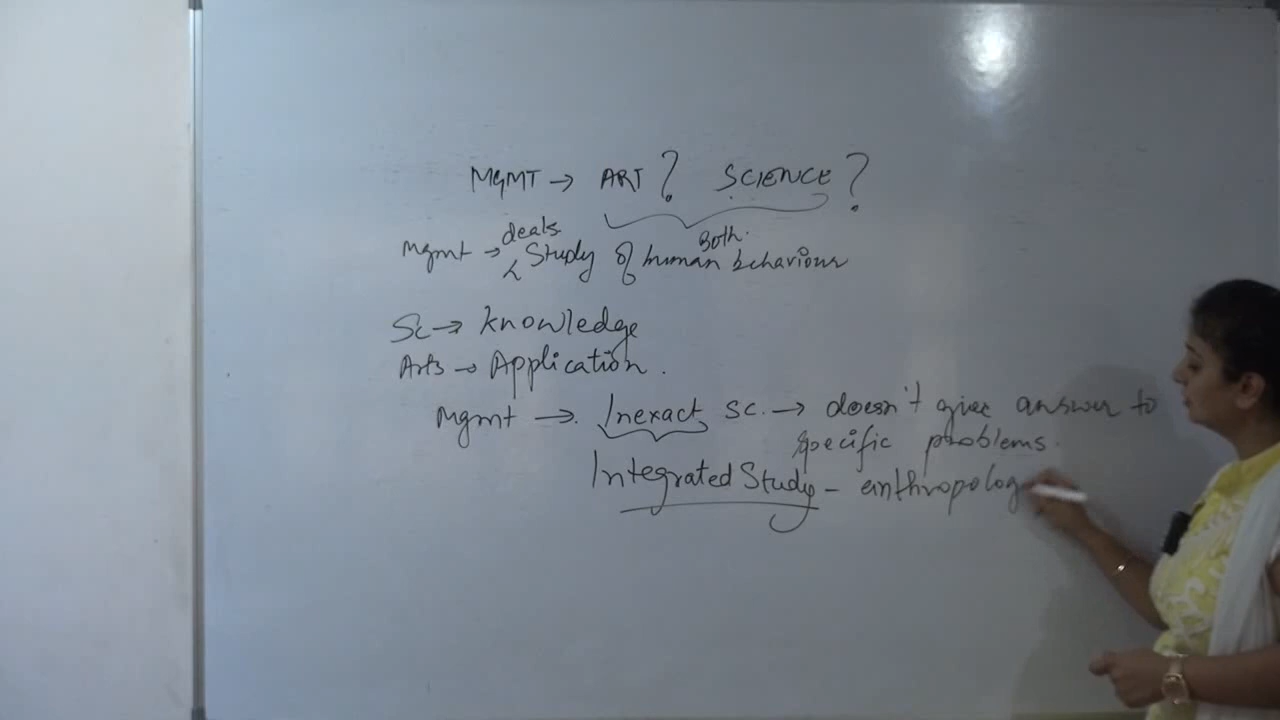 MGMT → ART? SCIENCE?
Both.
Mgmt → deals
Study of human behaviour
Sc → knowledge
Arts → Application.
Mgmt → Inexact sc. → doesn't give answer to
specific problems.
Integrated Study - anthropolog